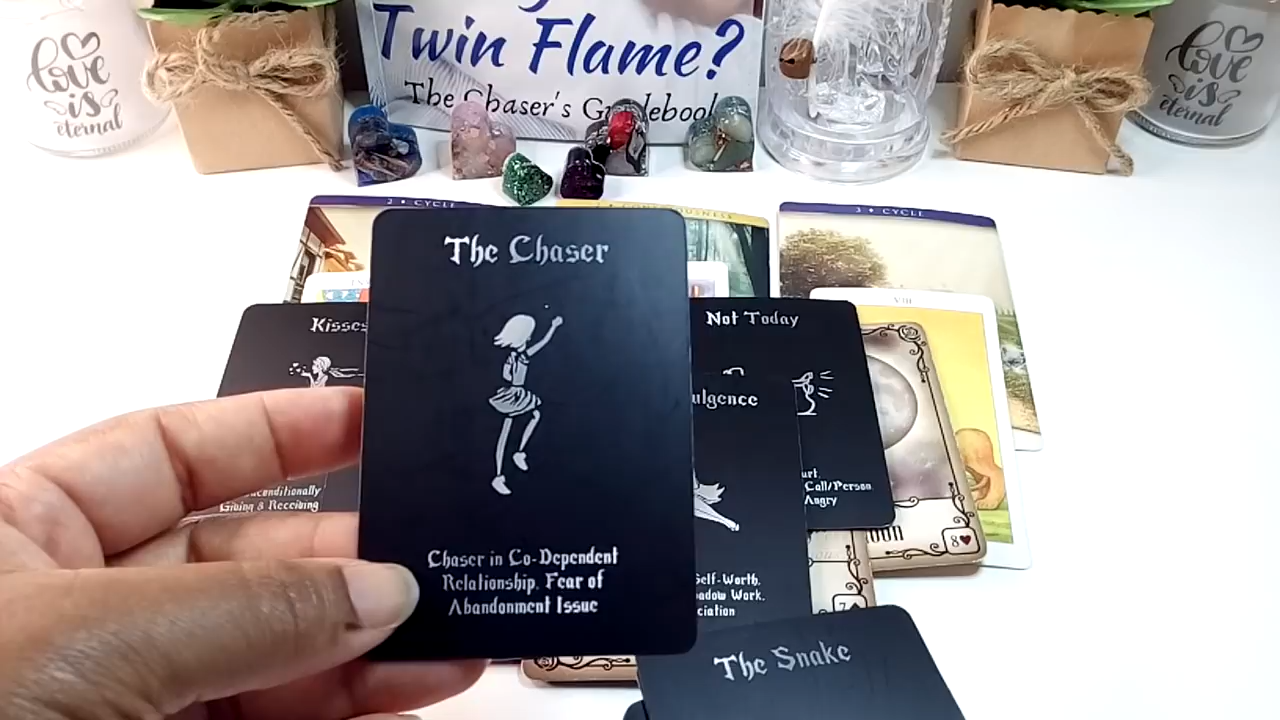 Twin Flame?
The Chaser's Guidebook
love
is
eternal
love
is
eternal
2 • CYCLE
3 • CYCLE
The Chaser
Chaser in Co-Dependent
Relationship, Fear of
Abandonment Issue
Kisses
Giving & Receiving
Not Today
Call/Person
Angry
VIII
Self-Worth,
Work,
8
7
The Snake